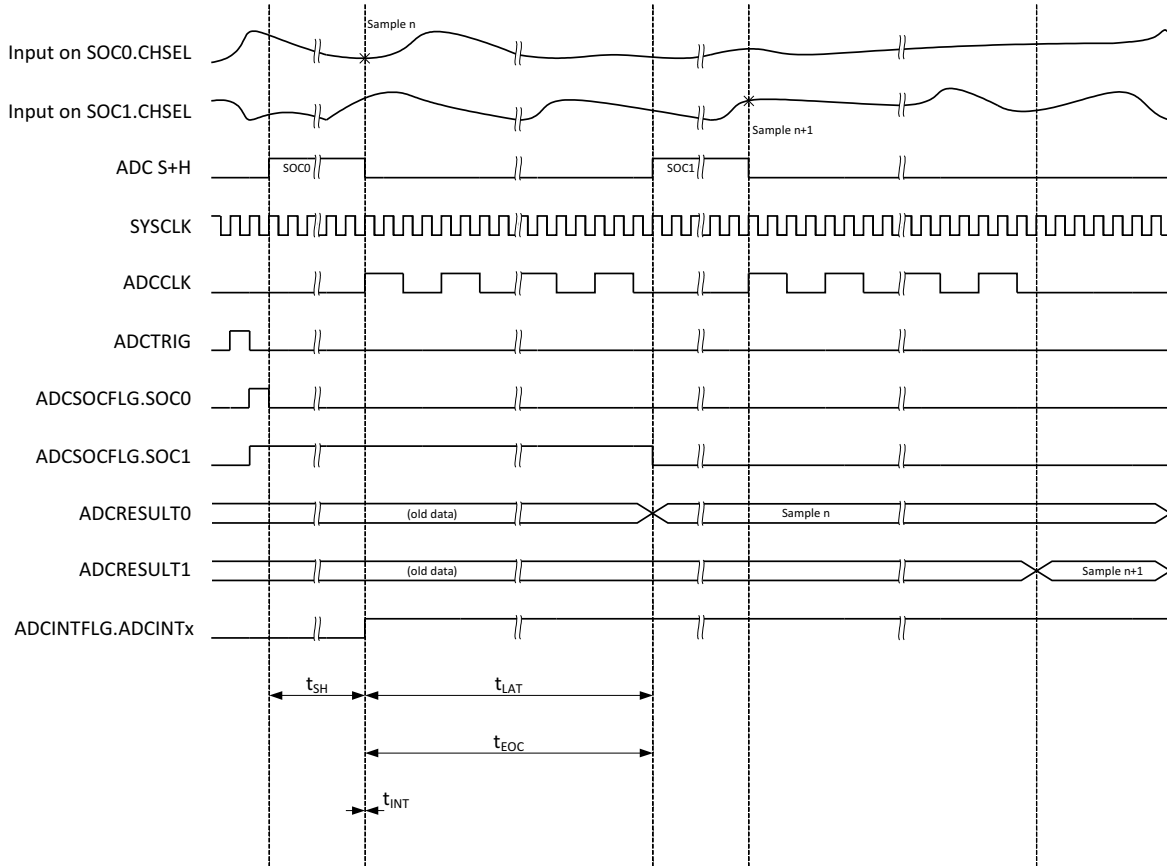 Sample n
Input on SOC0.CHSEL
Input on SOC1.CHSEL
Sample n+1
ADC S+H
SOC0
SOC1
SYSCLK
ADCCLK
ADCTRIG
ADCSOCFLG.SOC0
ADCSOCFLG.SOC1
ADCRESULT0
(old data)
Sample n
ADCRESULT1
(old data)
Sample n+1
ADCINTFLG.ADCINTx
tSH
tLAT
tEOC
tINT